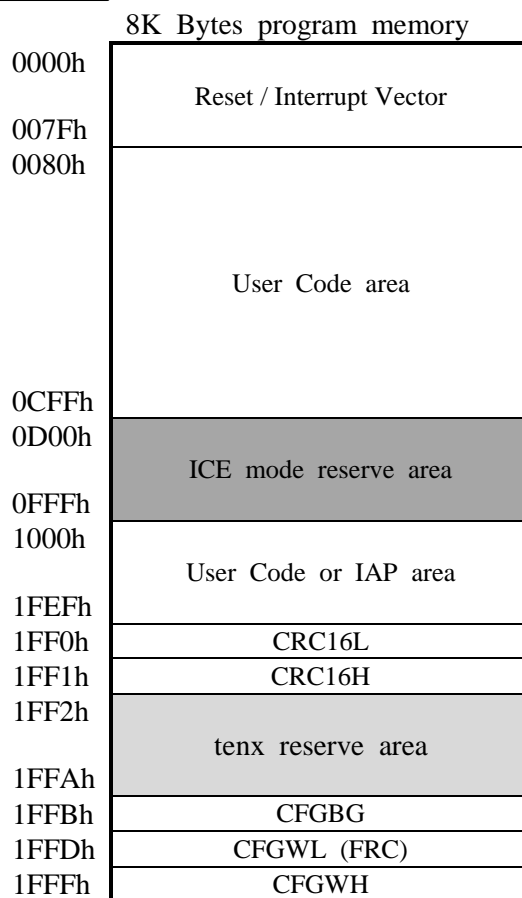 8K Bytes program memory
0000h
Reset / Interrupt Vector
007Fh
0080h
User Code area
0CFFh
0D00h
ICE mode reserve area
0FFFh
1000h
User Code or IAP area
1FEFh
1FF0h CRC16L
1FF1h CRC16H
1FF2h
tenx reserve area
1FFAh
1FFBh CFGBG
1FFDh CFGWL (FRC)
1FFFh CFGWH